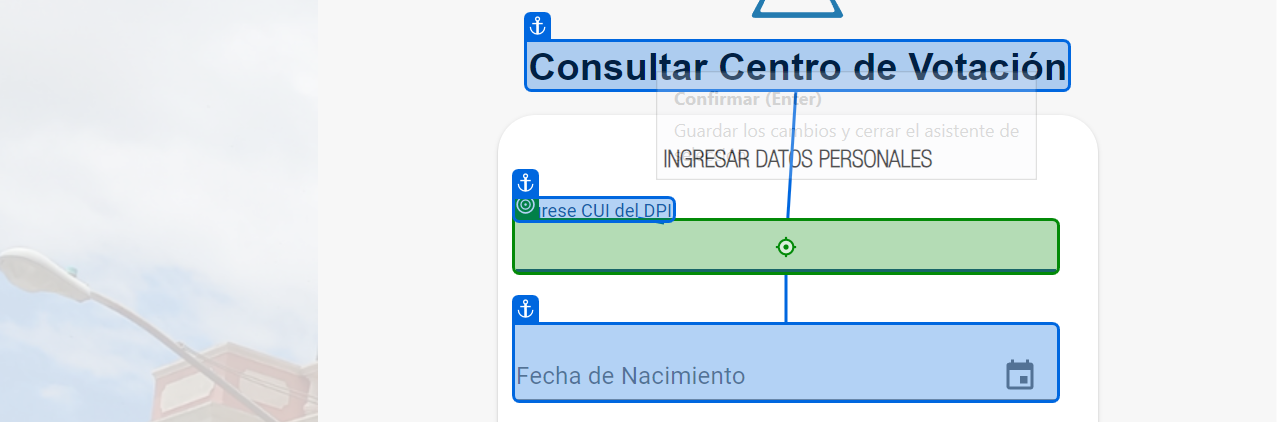 Consultar Centro de Votación
Confirmar (Enter)
Guardar los cambios y cerrar el asistente de
INGRESAR DATOS PERSONALES
rese CUI del DPI
Fecha de Nacimiento